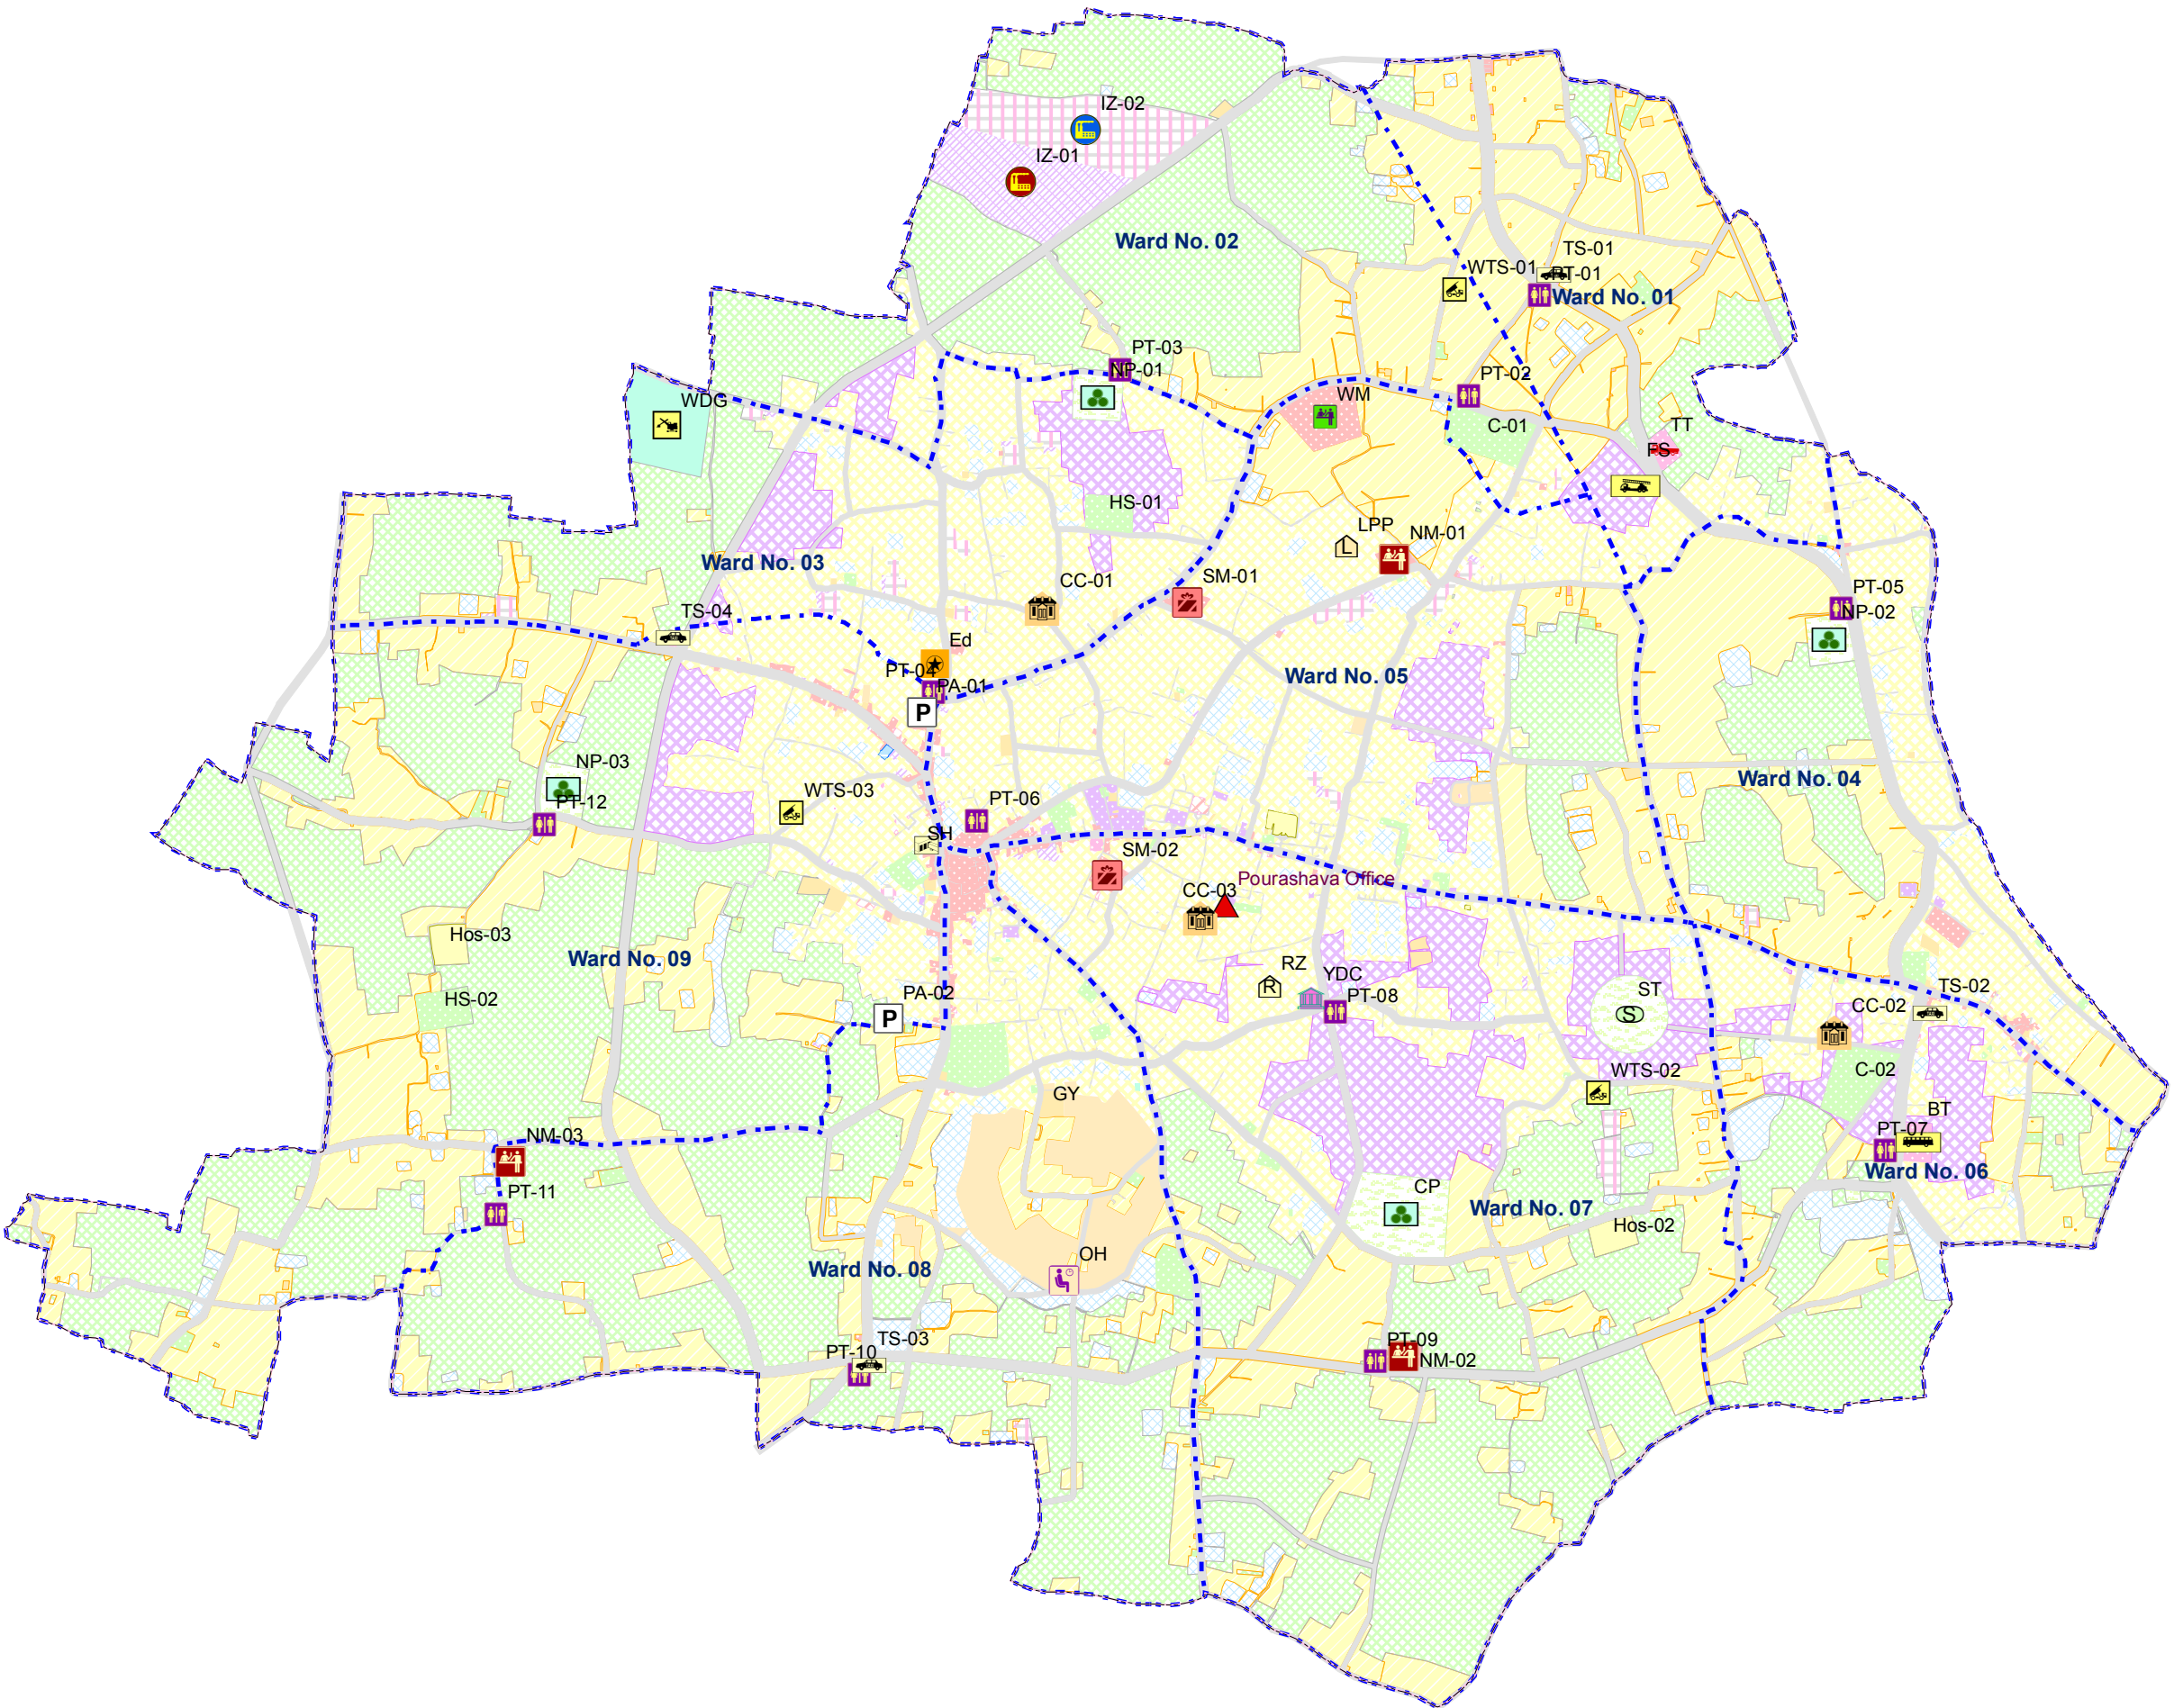 IZ-02
IZ-01
Ward No. 02
TS-01
WTS-01
PT-01
Ward No. 01
PT-03
NP-01
PT-02
WDG
WM
C-01
TT
FS
HS-01
LPP
NM-01
Ward No. 03
CC-01
SM-01
PT-05
NP-02
TS-04
Ed
PT-04
PA-01
Ward No. 05
NP-03
PT-12
WTS-03
Ward No. 04
PT-06
SH
SM-02
Pourashava Office
CC-03
Hos-03
Ward No. 09
RZ
R
YDC
PT-08
ST
S
HS-02
PA-02
TS-02
CC-02
WTS-02
C-02
GY
BT
PT-07
Ward No. 06
NM-03
PT-11
CP
Ward No. 07
Hos-02
OH
Ward No. 08
TS-03
PT-10
PT-09
NM-02
P
P
L